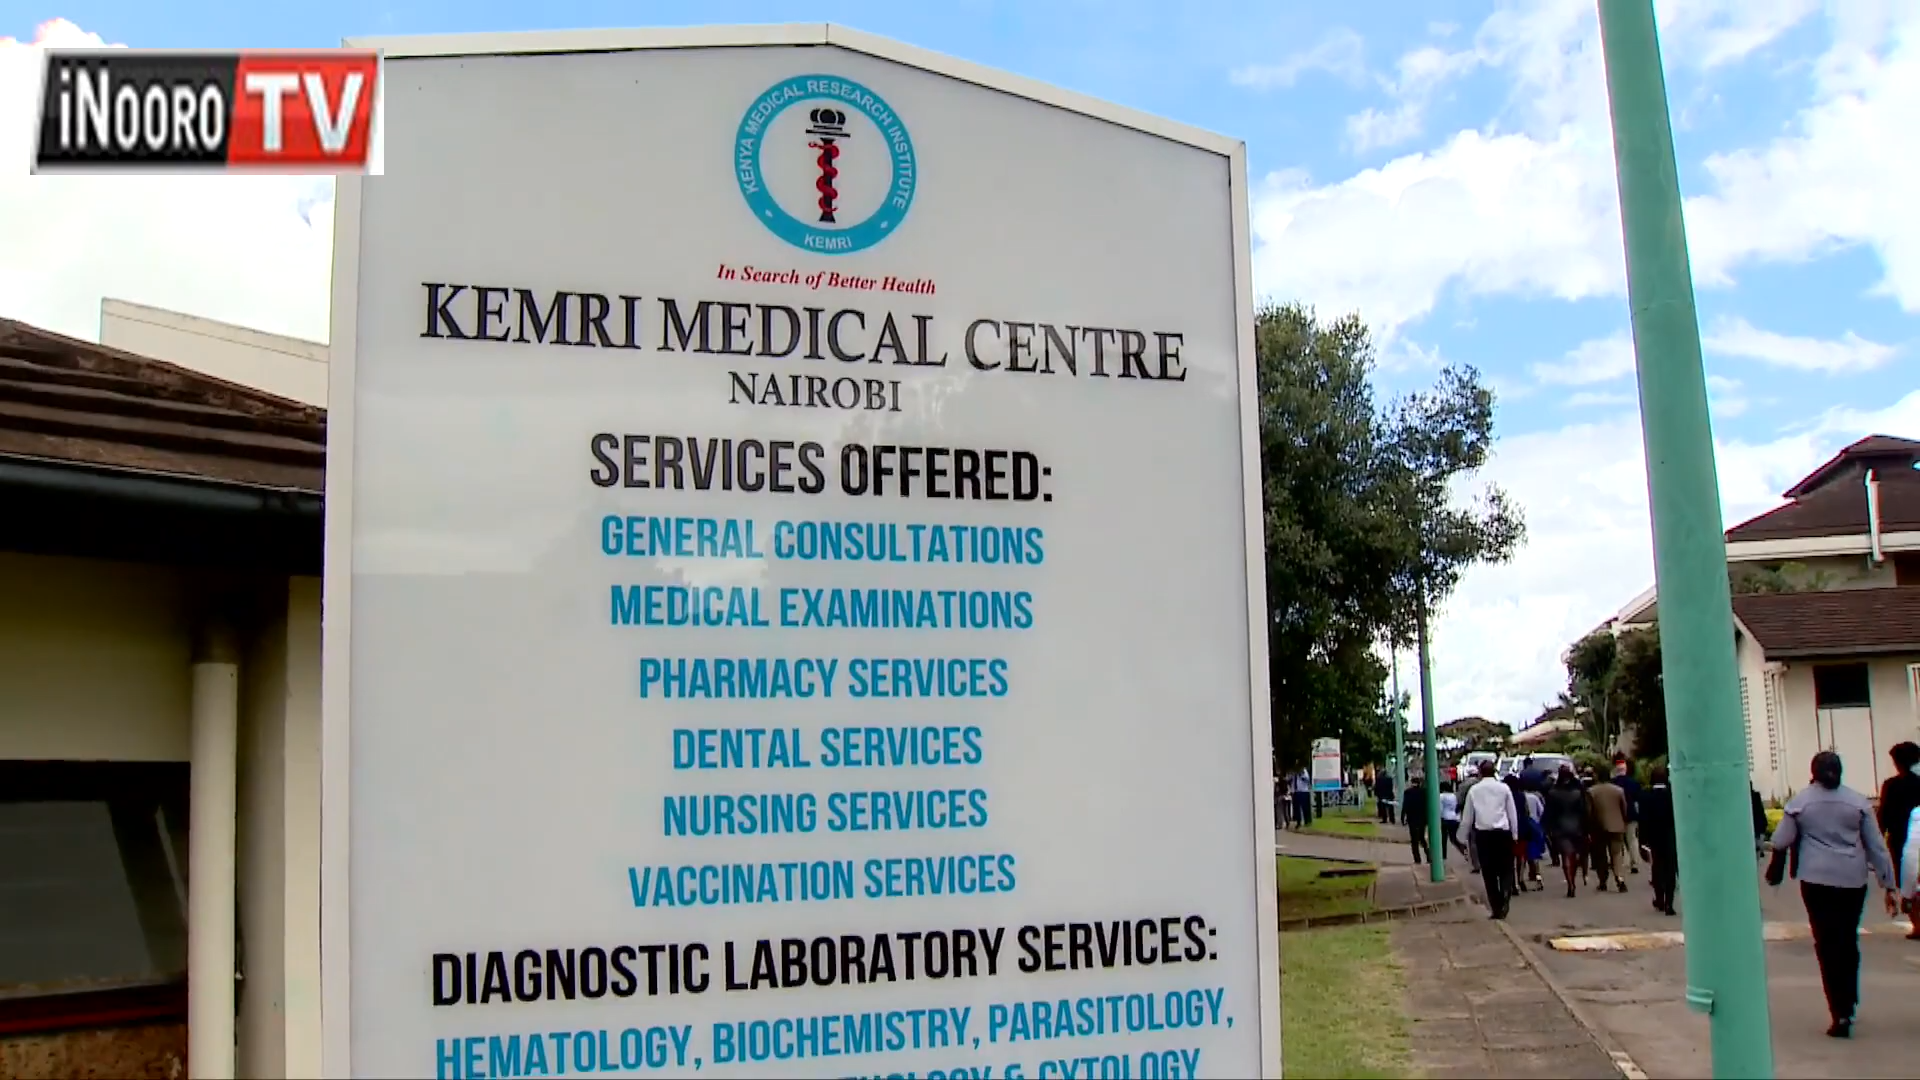 iNOORO TV
KENYA MEDICAL RESEARCH INSTITUTE
KEMRI
In Search of Better Health
KEMRI MEDICAL CENTRE
NAIROBI
SERVICES OFFERED:
GENERAL CONSULTATIONS
MEDICAL EXAMINATIONS
PHARMACY SERVICES
DENTAL SERVICES
NURSING SERVICES
VACCINATION SERVICES
DIAGNOSTIC LABORATORY SERVICES:
HEMATOLOGY, BIOCHEMISTRY, PARASITOLOGY,
& CYTOLOGY